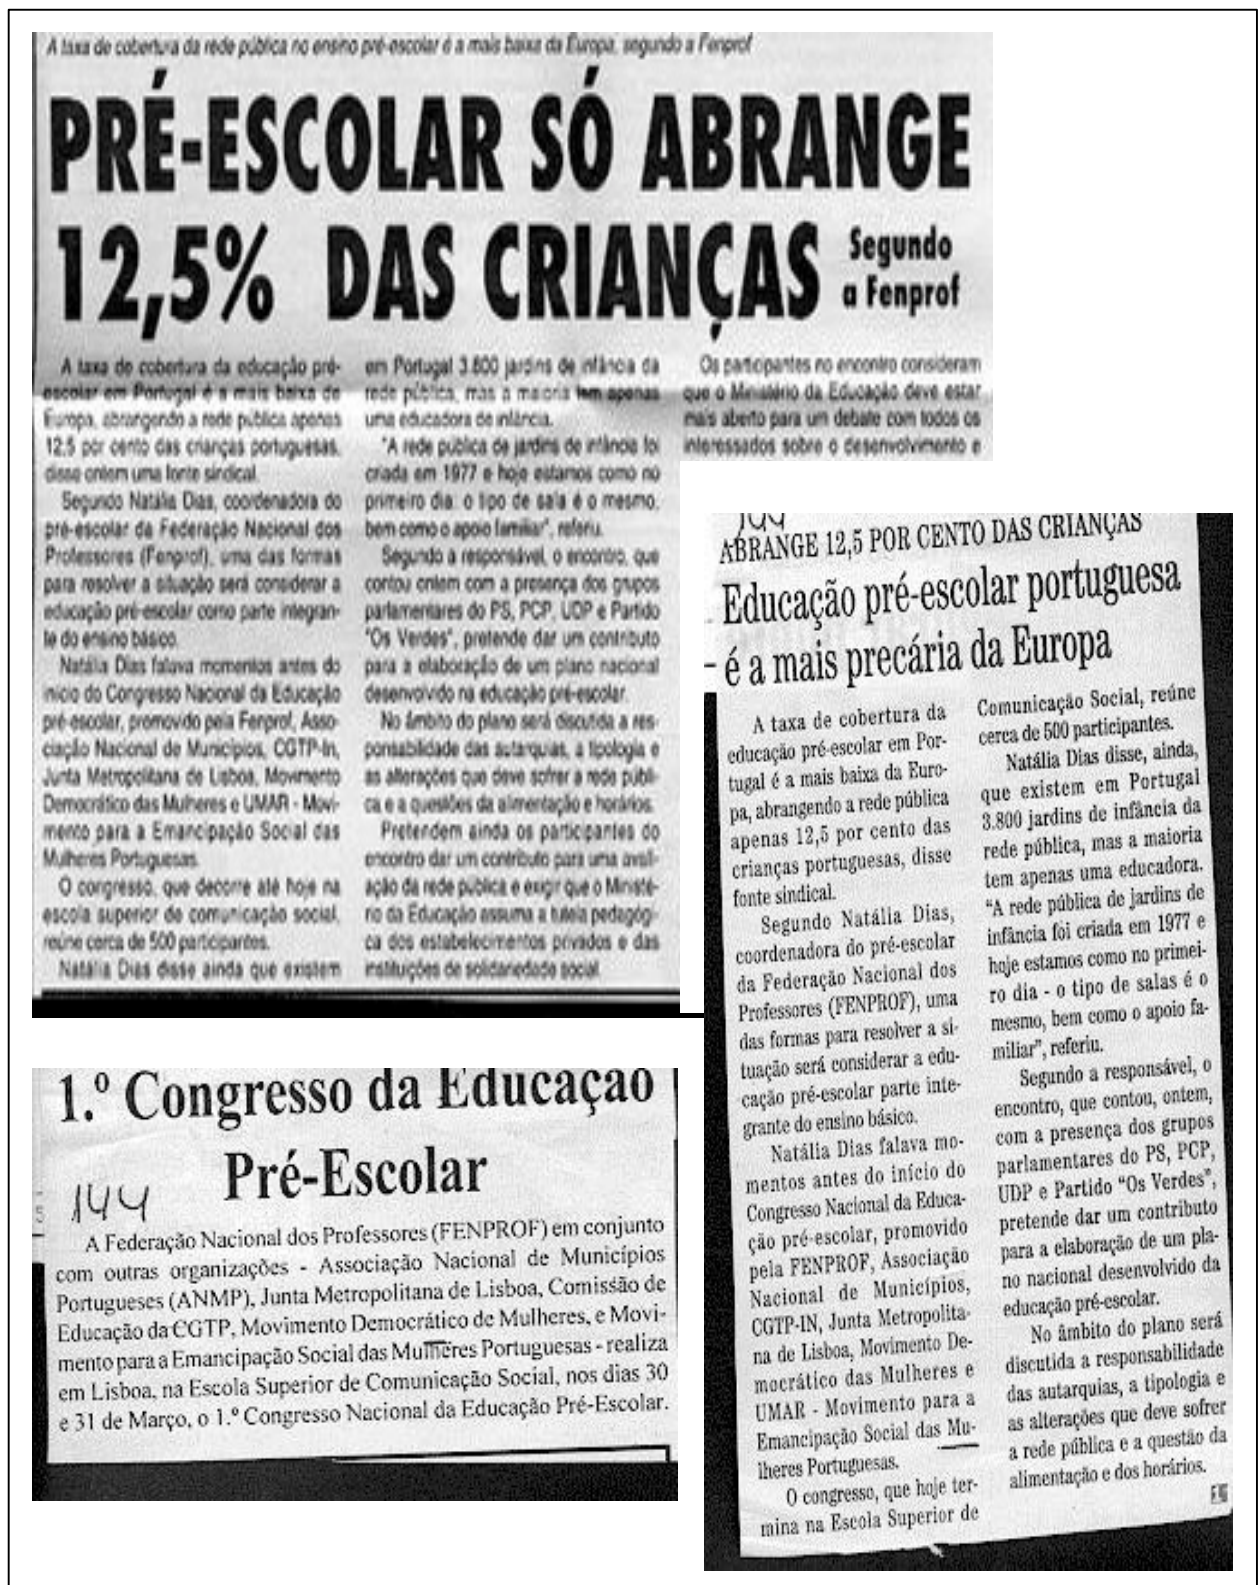 A taxa de cobertura da rede pública no ensino pré-escolar é a mais baixa da Europa, segundo a Fenprof
PRÉ-ESCOLAR SÓ ABRANGE
12,5% DAS CRIANÇAS
Segundo
a Fenprof
A taxa de cobertura da educação pré-
escolar em Portugal é a mais baixa da
Europa, abrangendo a rede pública apenas
12.5 por cento das crianças portuguesas,
disse ontem uma fonte sindical.
Segundo Natália Dias, coordenadora do
pré-escolar da Federação Nacional dos
Professores (Fenprof), uma das formas
para resolver a situação será considerar a
educação pré-escolar como parte integran-
te do ensino básico.
Natália Dias falava momentos antes do
início do Congresso Nacional da Educação
pré-escolar, promovido pela Fenprof, Asso-
ciação Nacional de Municípios, CGTP-In,
Junta Metropolitana de Lisboa, Movimento
Democrático das Mulheres e UMAR - Movi-
mento para a Emancipação Social das
Mulheres Portuguesas.
O congresso, que decorre até hoje na
escola superior de comunicação social,
reúne cerca de 500 participantes.
Natália Dias disse ainda que existem
em Portugal 3.800 jardins de infância da
rede pública, mas a maioria tem apenas
uma educadora de infância.
"A rede pública de jardins de infância foi
criada em 1977 e hoje estamos como no
primeiro dia: o tipo de sala é o mesmo,
bem como o apoio familiar", referiu.
Segundo a responsável, o encontro, que
contou ontem com a presença dos grupos
parlamentares do PS, PCP, UDP e Partido
"Os Verdes", pretende dar um contributo
para a elaboração de um plano nacional
desenvolvido na educação pré-escolar.
No âmbito do plano será discutida a res-
ponsabilidade das autarquias, a tipologia e
as alterações que deve sofrer a rede públi-
ca e a questões da alimentação e horários.
Pretendem ainda os participantes do
encontro dar um contributo para uma avali-
ação da rede pública e exigir que o Ministé-
rio da Educação assuma a tutela pedagógi-
ca dos estabelecimentos privados e das
instituições de solidariedade social.
Os participantes no encontro consideram
que o Ministério da Educação deve estar
mais aberto para um debate com todos os
interessados sobre o desenvolvimento e
144
ABRANGE 12,5 POR CENTO DAS CRIANÇAS
Educação pré-escolar portuguesa
é a mais precária da Europa
A taxa de cobertura da
educação pré-escolar em Por-
tugal é a mais baixa da Euro-
pa, abrangendo a rede pública
apenas 12,5 por cento das
crianças portuguesas, disse
fonte sindical.
Segundo Natália Dias,
coordenadora do pré-escolar
da Federação Nacional dos
Professores (FENPROF), uma
das formas para resolver a si-
tuação será considerar a edu-
cação pré-escolar parte inte-
grante do ensino básico.
Natália Dias falava mo-
mentos antes do início do
Congresso Nacional da Educa-
ção pré-escolar, promovido
pela FENPROF, Associação
Nacional de Municípios,
CGTP-IN, Junta Metropolita-
na de Lisboa, Movimento De-
mocrático das Mulheres e
UMAR - Movimento para a
Emancipação Social das Mu-
lheres Portuguesas.
O congresso, que hoje ter-
mina na Escola Superior de
Comunicação Social, reúne
cerca de 500 participantes.
Natália Dias disse, ainda,
que existem em Portugal
3.800 jardins de infância da
rede pública, mas a maioria
tem apenas uma educadora.
"A rede pública de jardins de
infância foi criada em 1977 e
hoje estamos como no primei-
ro dia - o tipo de salas é o
mesmo, bem como o apoio fa-
miliar", referiu.
Segundo a responsável, o
encontro, que contou, ontem,
com a presença dos grupos
parlamentares do PS, PCP,
UDP e Partido "Os Verdes",
pretende dar um contributo
para a elaboração de um pla-
no nacional desenvolvido da
educação pré-escolar.
No âmbito do plano será
discutida a responsabilidade
das autarquias, a tipologia e
as alterações que deve sofrer
a rede pública e a questão da
alimentação e dos horários.
1.º Congresso da Educação
Pré-Escolar
144
A Federação Nacional dos Professores (FENPROF) em conjunto
com outras organizações - Associação Nacional de Municípios
Portugueses (ANMP), Junta Metropolitana de Lisboa, Comissão de
Educação da CGTP, Movimento Democrático de Mulheres, e Movi-
mento para a Emancipação Social das Mulheres Portuguesas - realiza
em Lisboa, na Escola Superior de Comunicação Social, nos dias 30
e 31 de Março, o 1.º Congresso Nacional da Educação Pré-Escolar.